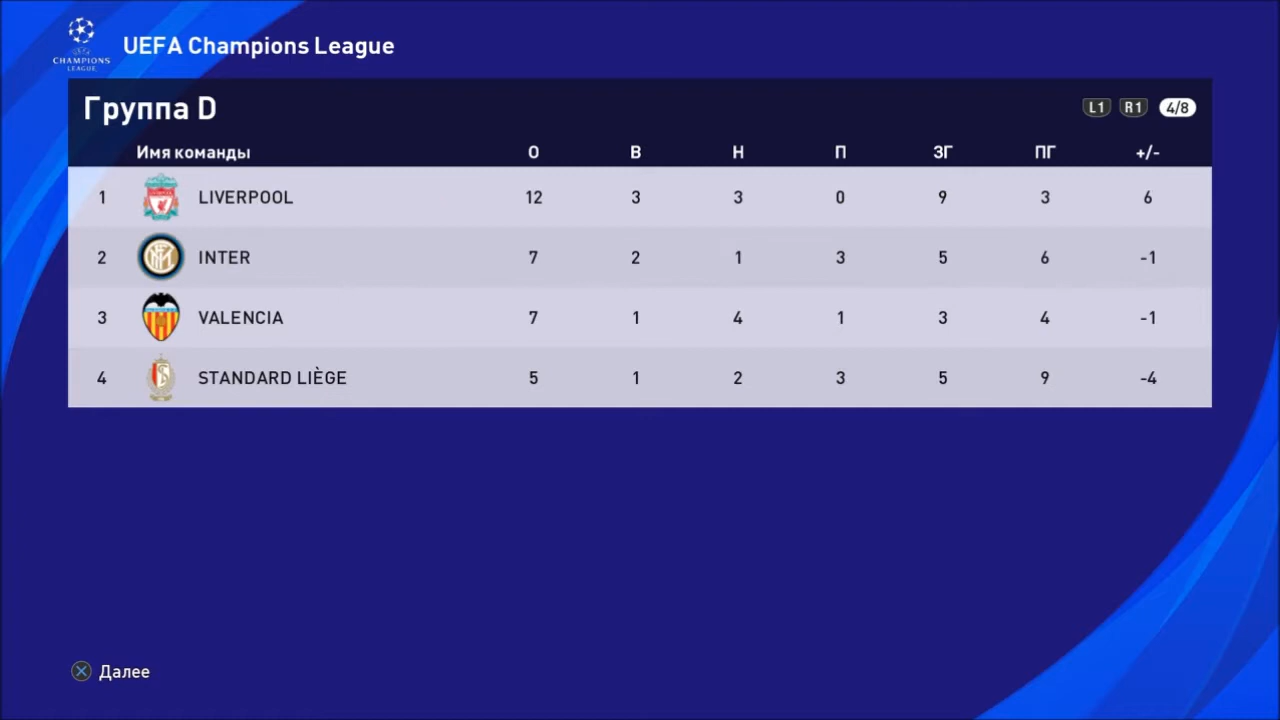 CHAMPIONS
LEAGUE
UEFA Champions League
Группа D L1 R1 4/8
Имя команды О В Н П ЗГ ПГ +/-
1 LIVERPOOL 12 3 3 0 9 3 6
2 INTER 7 2 1 3 5 6 -1
3 VALENCIA 7 1 4 1 3 4 -1
4 STANDARD LIÈGE 5 1 2 3 5 9 -4
Далее